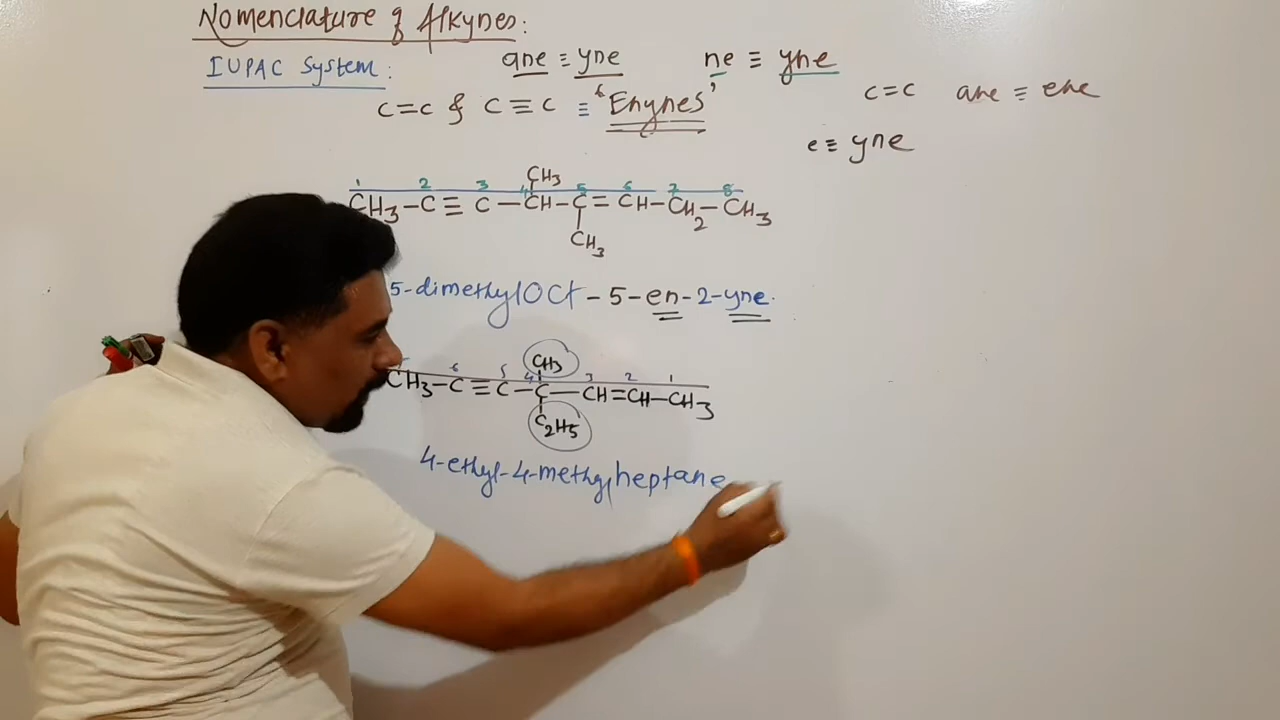 Nomenclature of Alkynes:
IUPAC System:
ane ≡ yne ne ≡ yne
C=C & C≡C ≡ "Enynes"
C=C ane ≡ ene
e ≡ yne
CH3
1 2 3 4 5 6 7 8
CH3-C≡C-CH-C=CH-CH2-CH3
CH3
5-dimethylOct-5-en-2-yne.
CH3
6 5 4 3 2 1
CH3-C≡C-C-CH=CH-CH3
C2H5
4-ethyl-4-methylheptane